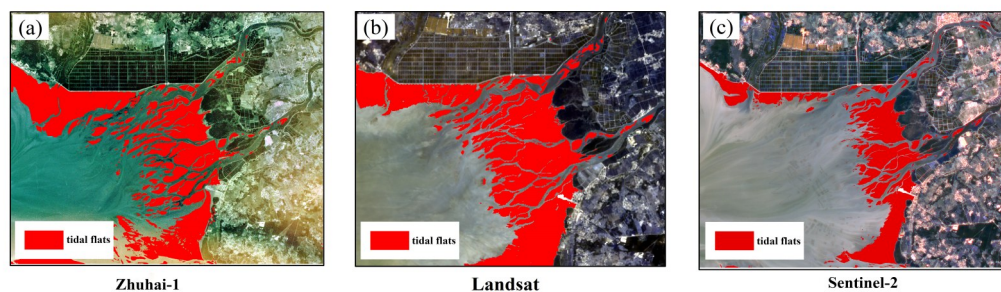 (a)
tidal flats
Zhuhai-1
(b)
tidal flats
Landsat
(c)
tidal flats
Sentinel-2